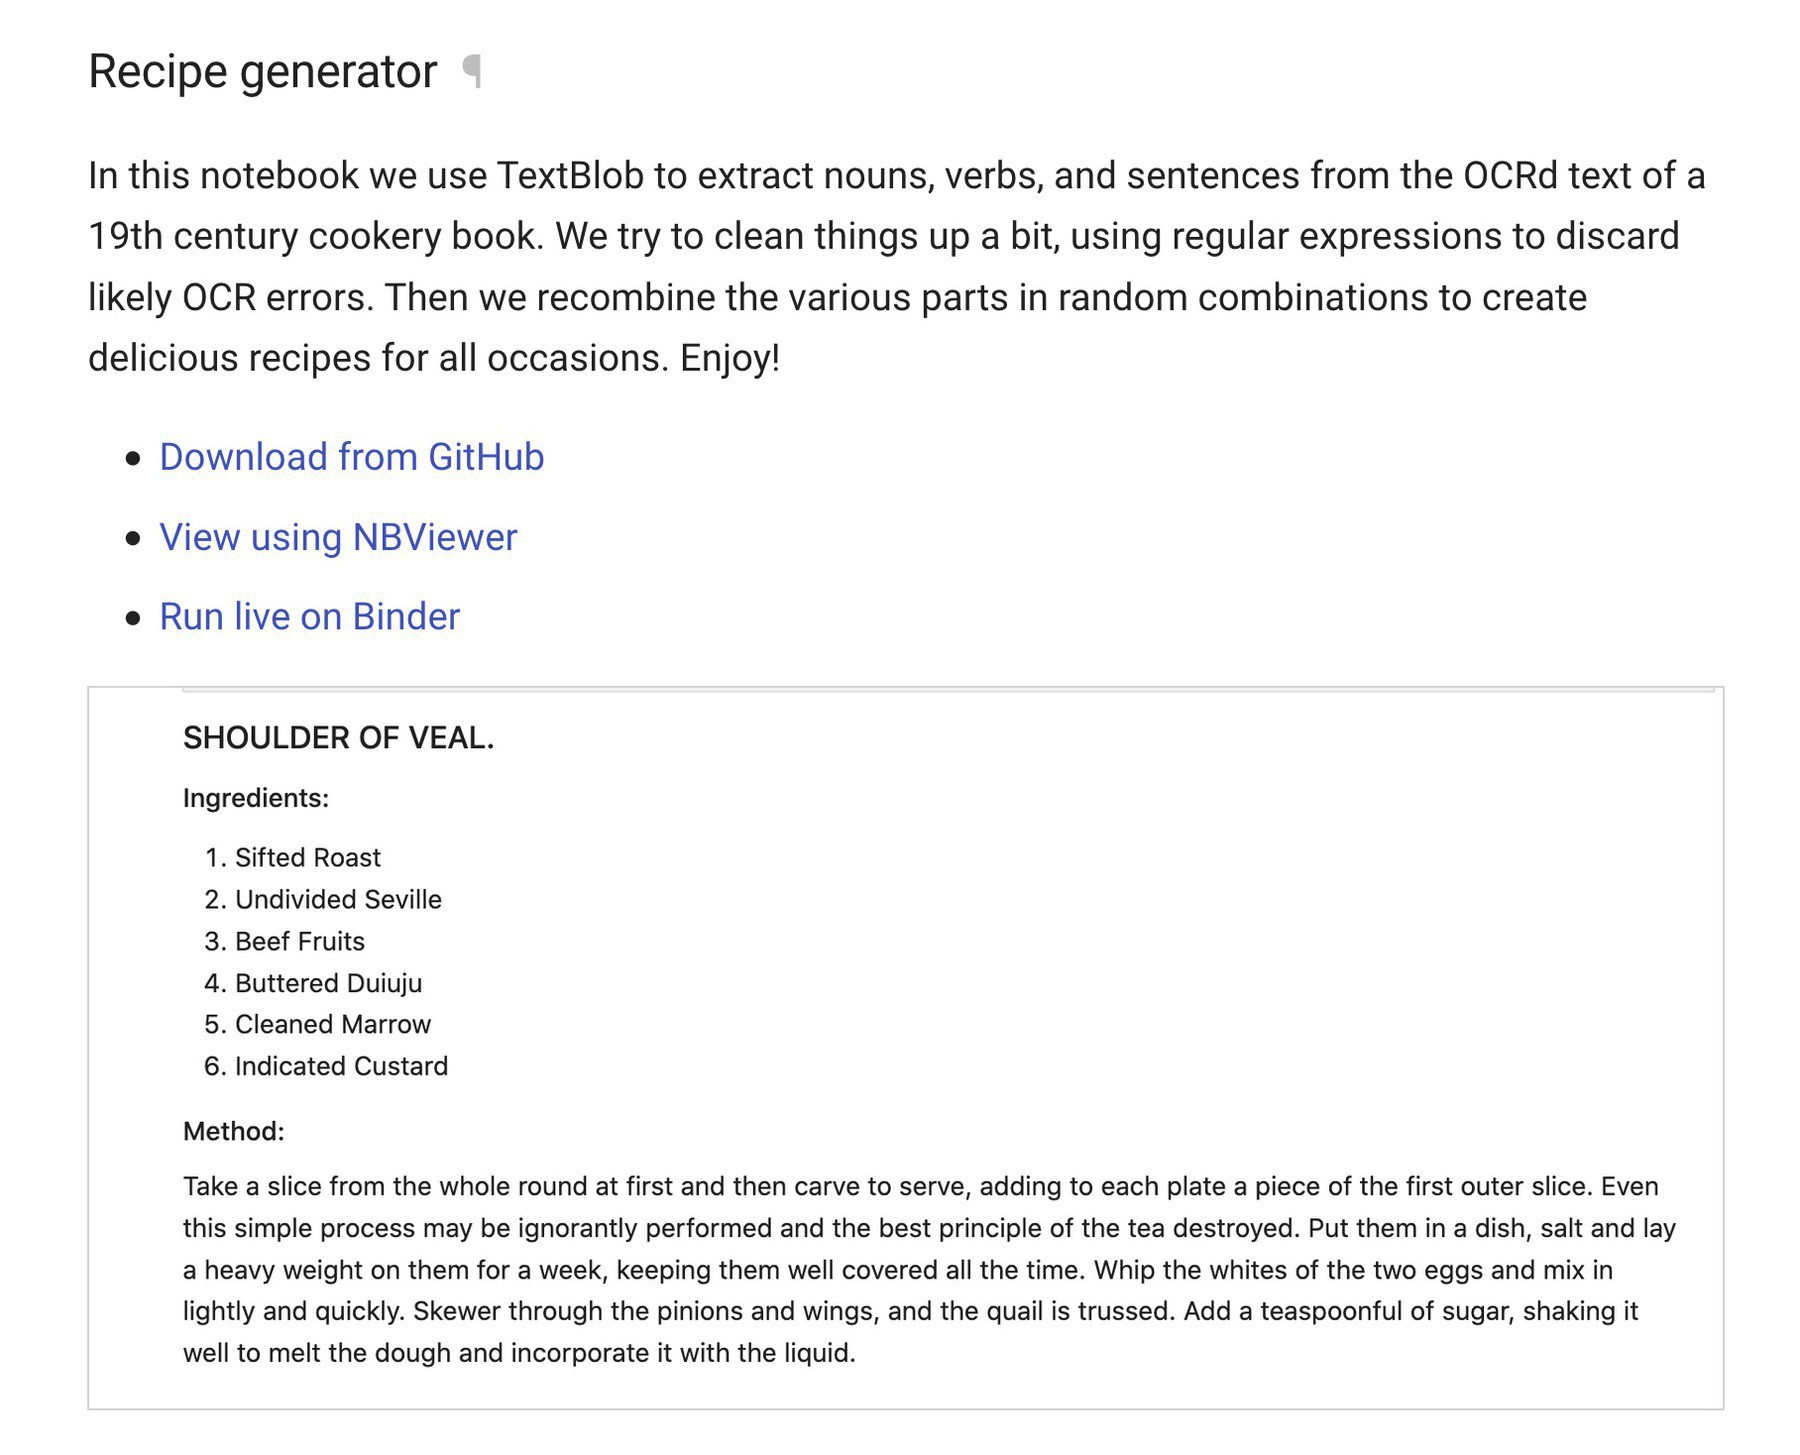 Recipe generator ¶
In this notebook we use TextBlob to extract nouns, verbs, and sentences from the OCRd text of a
19th century cookery book. We try to clean things up a bit, using regular expressions to discard
likely OCR errors. Then we recombine the various parts in random combinations to create
delicious recipes for all occasions. Enjoy!
• Download from GitHub
• View using NBViewer
• Run live on Binder
SHOULDER OF VEAL.
Ingredients:
1. Sifted Roast
2. Undivided Seville
3. Beef Fruits
4. Buttered Duiuju
5. Cleaned Marrow
6. Indicated Custard
Method:
Take a slice from the whole round at first and then carve to serve, adding to each plate a piece of the first outer slice. Even
this simple process may be ignorantly performed and the best principle of the tea destroyed. Put them in a dish, salt and lay
a heavy weight on them for a week, keeping them well covered all the time. Whip the whites of the two eggs and mix in
lightly and quickly. Skewer through the pinions and wings, and the quail is trussed. Add a teaspoonful of sugar, shaking it
well to melt the dough and incorporate it with the liquid.